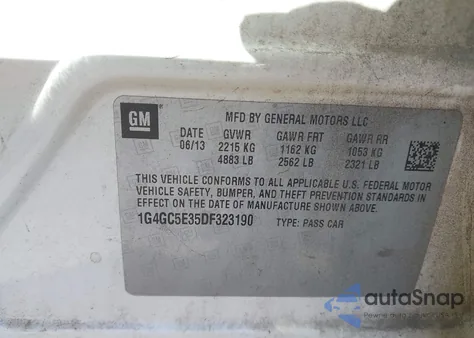 GM
MFD BY GENERAL MOTORS LLC
DATE GVWR GAWR FRT GAWR RR
06/13 2215 KG 1162 KG 1053 KG
4883 LB 2562 LB 2321 LB
THIS VEHICLE CONFORMS TO ALL APPLICABLE U.S. FEDERAL MOTOR
VEHICLE SAFETY, BUMPER, AND THEFT PREVENTION STANDARDS IN
EFFECT ON THE DATE OF MANUFACTURE SHOWN ABOVE.
1G4GC5E35DF323190 TYPE: PASS CAR
autoSnap